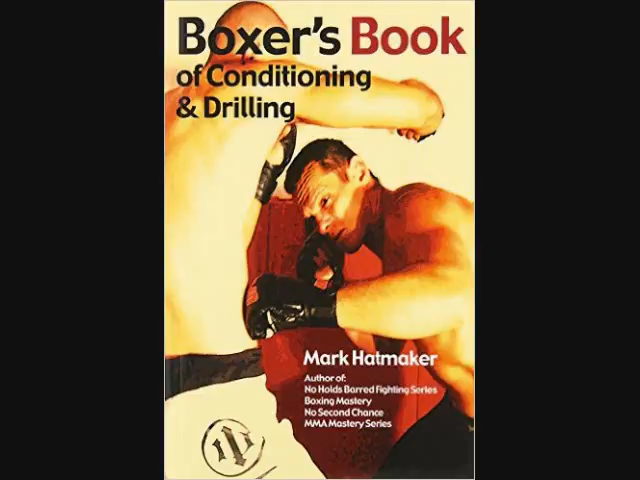 Boxer's Book
of Conditioning
& Drilling
Mark Hatmaker
Author of:
No Holds Barred Fighting Series
Boxing Mastery
No Second Chance
MMA Mastery Series